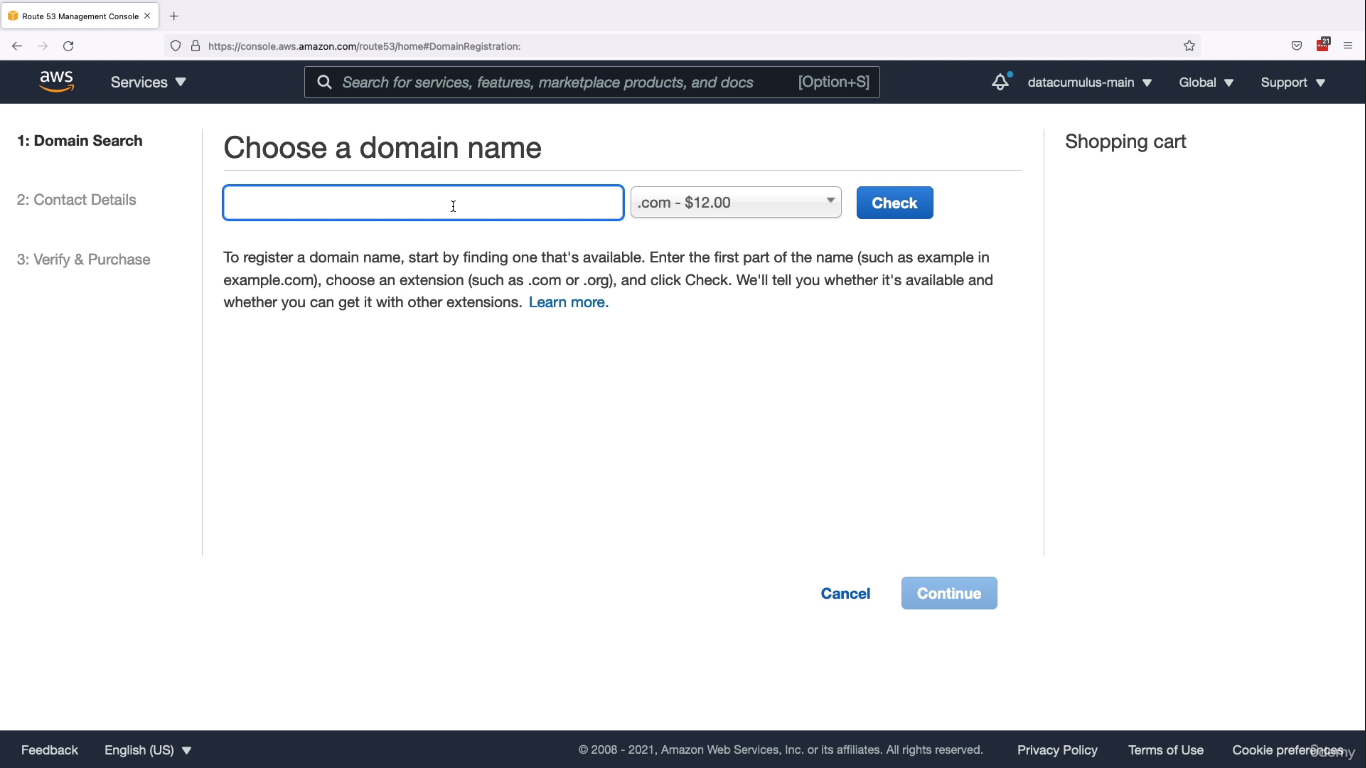 Route 53 Management Console
https://console.aws.amazon.com/route53/home#DomainRegistration:
21
aws
Services
Search for services, features, marketplace products, and docs [Option+S]
datacumulus-main
Global
Support
1: Domain Search
2: Contact Details
3: Verify & Purchase
Choose a domain name
.com - $12.00
Check
To register a domain name, start by finding one that's available. Enter the first part of the name (such as example in
example.com), choose an extension (such as .com or .org), and click Check. We'll tell you whether it's available and
whether you can get it with other extensions. Learn more.
Shopping cart
Cancel
Continue
Feedback
English (US)
© 2008 - 2021, Amazon Web Services, Inc. or its affiliates. All rights reserved.
Privacy Policy
Terms of Use
Cookie preferences
Udemy